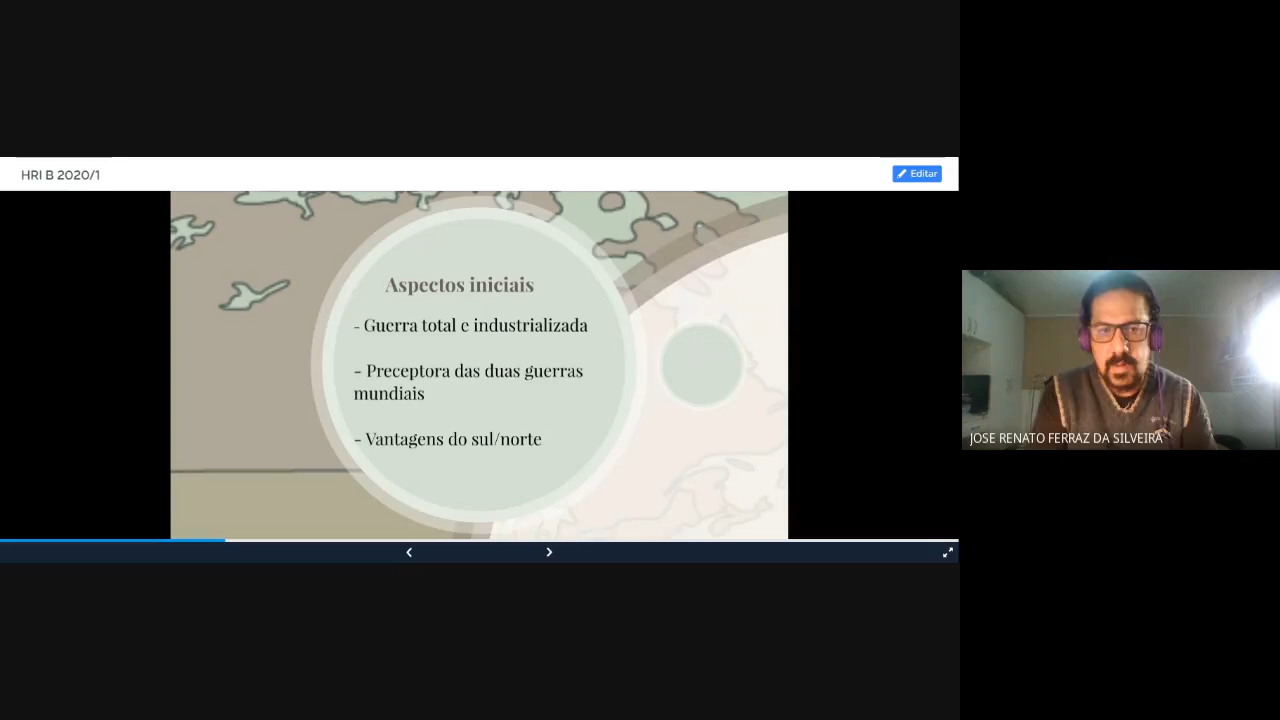 HRI B 2020/1
Editar
Aspectos iniciais
- Guerra total e industrializada
- Preceptora das duas guerras
mundiais
- Vantagens do sul/norte
JOSE RENATO FERRAZ DA SILVEIRA